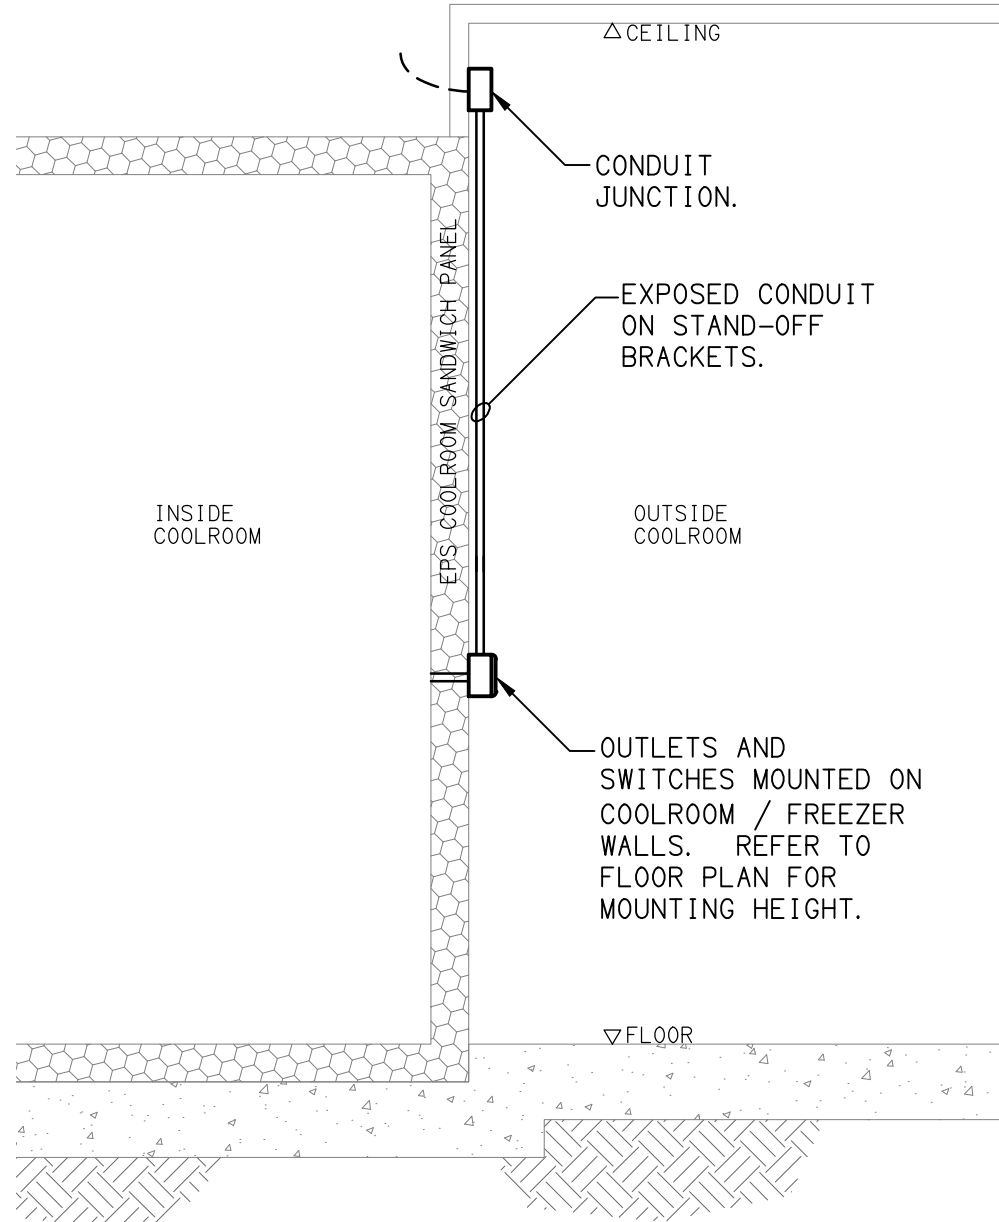 CEILING
CONDUIT
JUNCTION.
EXPOSED CONDUIT
ON STAND-OFF
BRACKETS.
EPS COOLROOM SANDWICH PANEL
INSIDE
COOLROOM
OUTSIDE
COOLROOM
OUTLETS AND
SWITCHES MOUNTED ON
COOLROOM / FREEZER
WALLS. REFER TO
FLOOR PLAN FOR
MOUNTING HEIGHT.
FLOOR